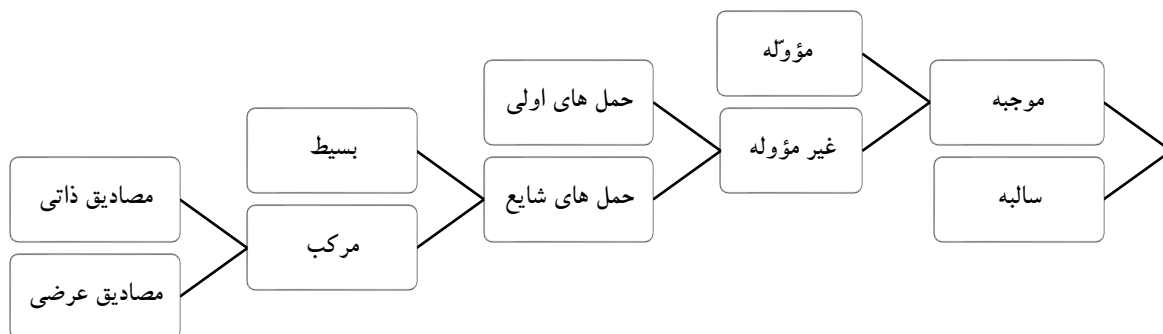 موجبه
سالبه
مؤوّله
غیر مؤوله
حمل های اولی
حمل های شایع
بسیط
مرکب
مصادیق ذاتی
مصادیق عرضی